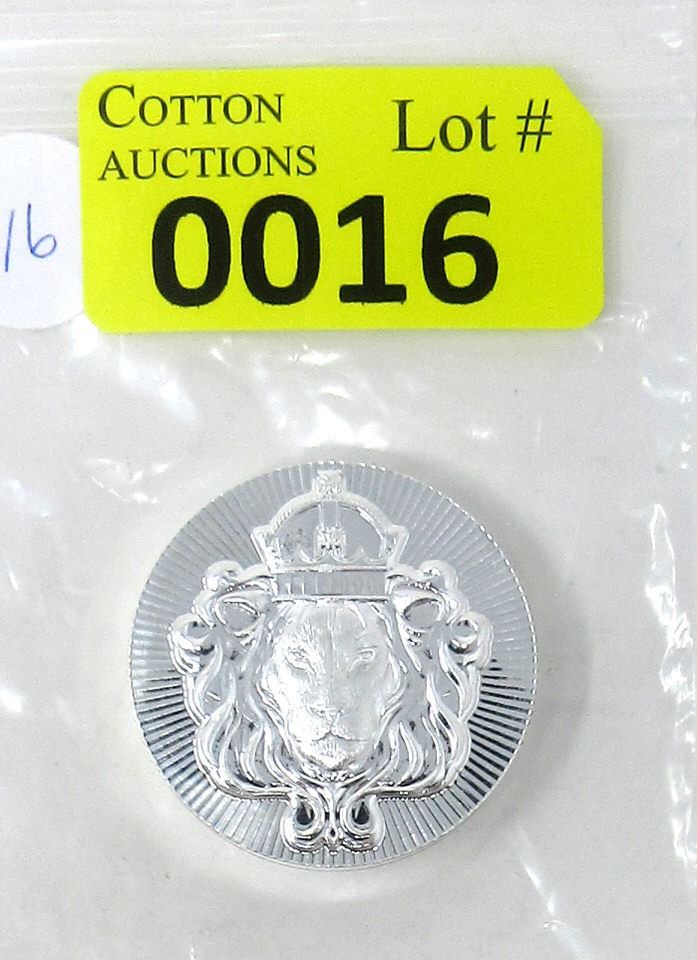 COTTON
AUCTIONS
Lot #
0016
16